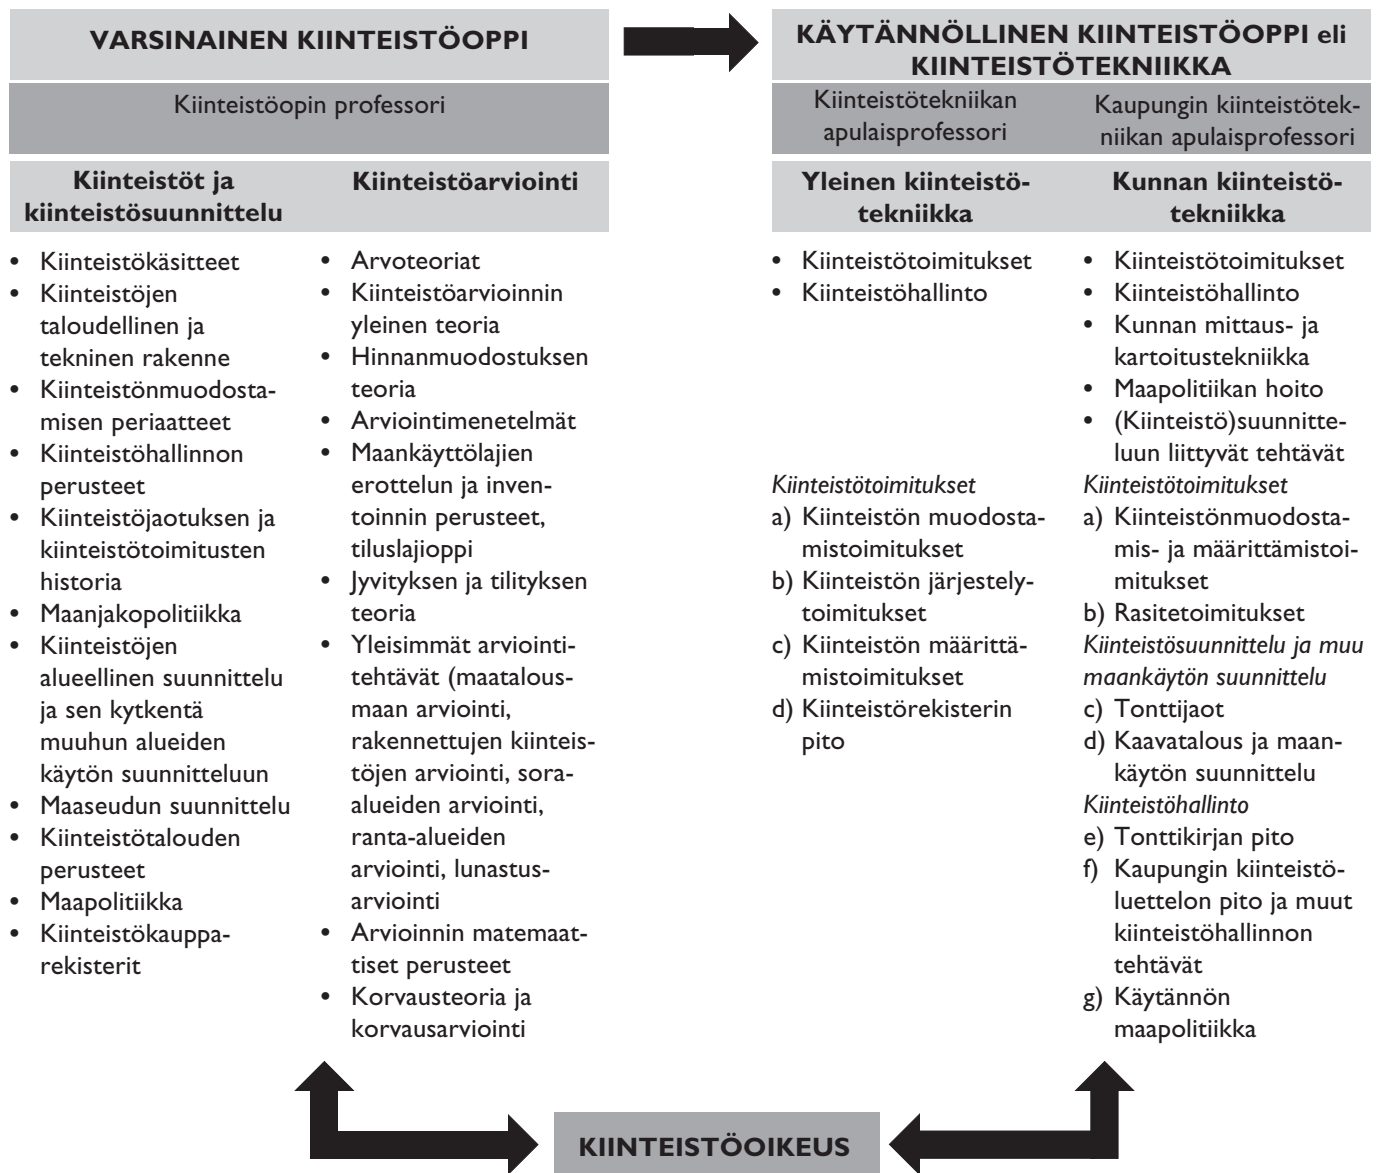 VARSINAINEN KIINTEISTÖOPPI
Kiinteistöopin professori
Kiinteistöt ja
kiinteistösuunnittelu
• Kiinteistökäsitteet
• Kiinteistöjen
taloudellinen ja
tekninen rakenne
• Kiinteistönmuodosta-
misen periaatteet
• Kiinteistöhallinnon
perusteet
• Kiinteistöjaotuksen ja
kiinteistötoimitusten
historia
• Maanjakopolitiikka
• Kiinteistöjen
alueellinen suunnittelu
ja sen kytkentä
muuhun alueiden
käytön suunnitteluun
• Maaseudun suunnittelu
• Kiinteistötalouden
perusteet
• Maapolitiikka
• Kiinteistökauppa-
rekisterit
Kiinteistöarviointi
• Arvoteoriat
• Kiinteistöarvioinnin
yleinen teoria
• Hinnanmuodostuksen
teoria
• Arviointimenetelmät
• Maankäyttölajien
erottelun ja inven-
toinnin perusteet,
tiluslajioppi
• Jyvityksen ja tilityksen
teoria
• Yleisimmät arviointi-
tehtävät (maatalous-
maan arviointi,
rakennettujen kiinteis-
töjen arviointi, sora-
alueiden arviointi,
ranta-alueiden
arviointi, lunastus-
arviointi
• Arvioinnin matemaat-
tiset perusteet
• Korvausteoria ja
korvausarviointi
KÄYTÄNNÖLLINEN KIINTEISTÖOPPI eli
KIINTEISTÖTEKNIIKKA
Kiinteistötekniikan
apulaisprofessori
Yleinen kiinteistö-
tekniikka
• Kiinteistötoimitukset
• Kiinteistöhallinto
Kiinteistötoimitukset
a) Kiinteistön muodosta-
mistoimitukset
b) Kiinteistön järjestely-
toimitukset
c) Kiinteistön määrittä-
mistoimitukset
d) Kiinteistörekisterin
pito
Kaupungin kiinteistötek-
niikan apulaisprofessori
Kunnan kiinteistö-
tekniikka
• Kiinteistötoimitukset
• Kiinteistöhallinto
• Kunnan mittaus- ja
kartoitustekniikka
• Maapolitiikan hoito
• (Kiinteistö)suunnitte-
luun liittyvät tehtävät
Kiinteistötoimitukset
a) Kiinteistönmuodosta-
mis- ja määrittämistoi-
mitukset
b) Rasitetoimitukset
Kiinteistösuunnittelu ja muu
maankäytön suunnittelu
c) Tonttijaot
d) Kaavatalous ja maan-
käytön suunnittelu
Kiinteistöhallinto
e) Tonttikirjan pito
f) Kaupungin kiinteistö-
luettelon pito ja muut
kiinteistöhallinnon
tehtävät
g) Käytännön
maapolitiikka
KIINTEISTÖOIKEUS